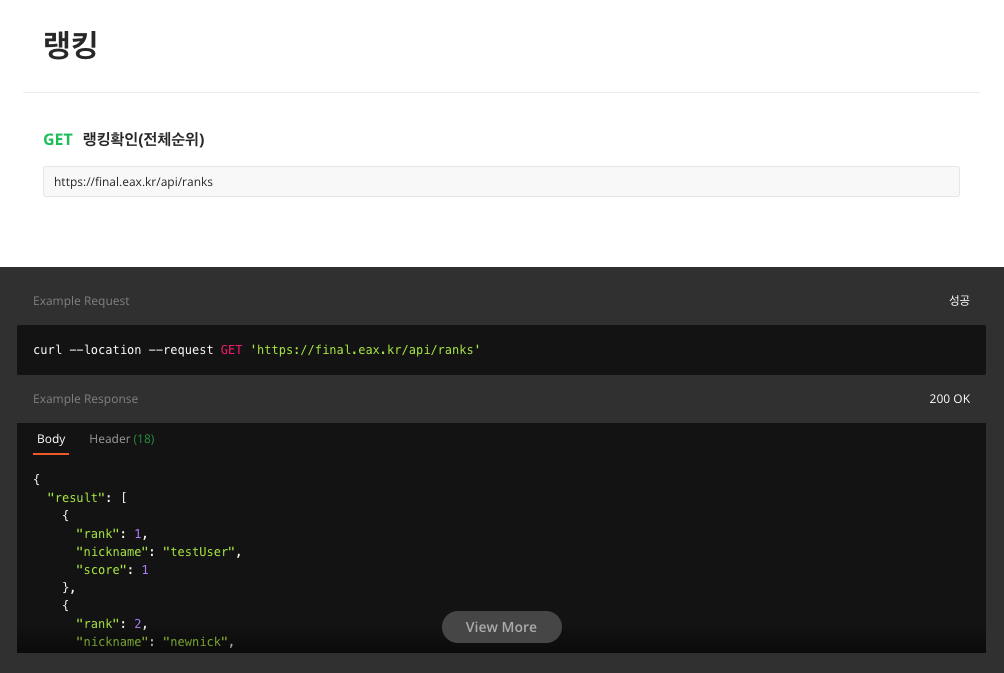 랭킹
GET 랭킹확인(전체순위)
https://final.eax.kr/api/ranks
Example Request 성공
curl --location --request GET 'https://final.eax.kr/api/ranks'
Example Response 200 OK
Body Header (18)
{
"result": [
{
"rank": 1,
"nickname": "testUser",
"score": 1
},
{
"rank": 2,
"nickname": "newnick",
View More